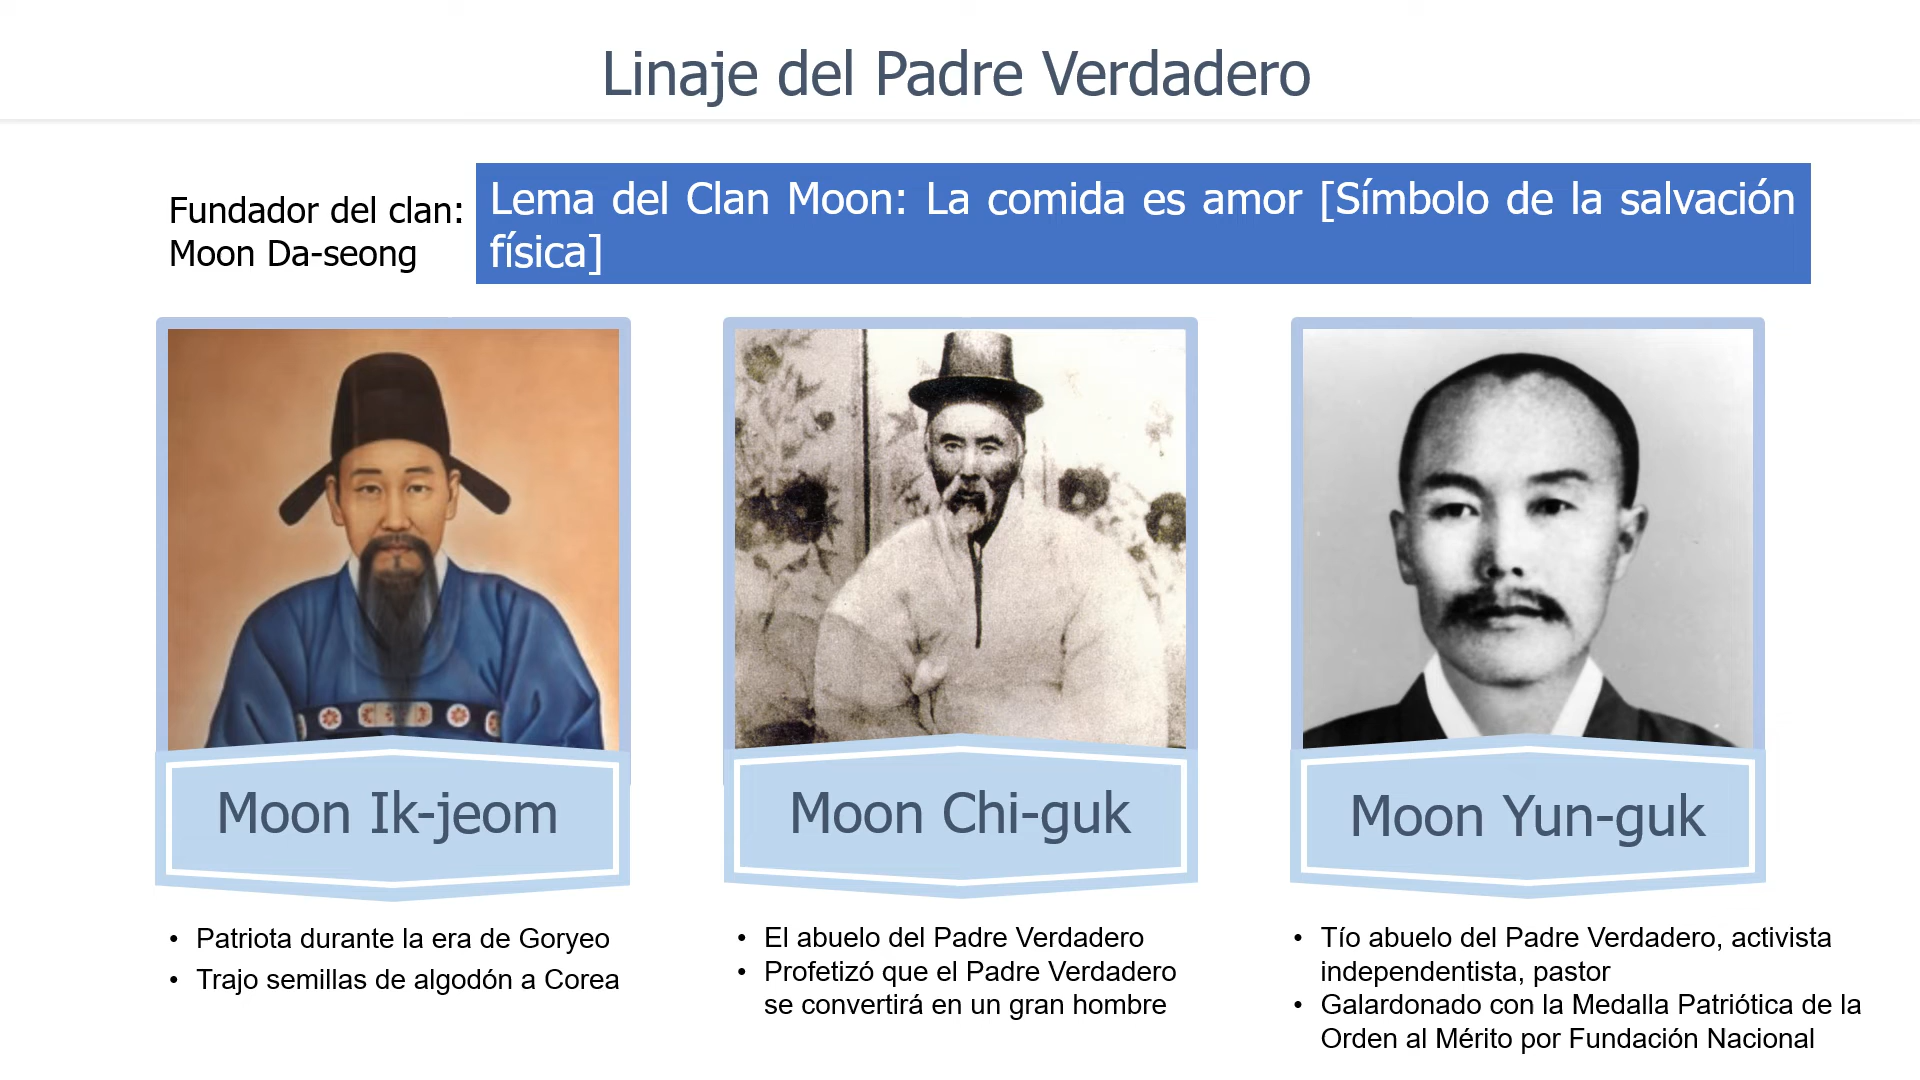 Linaje del Padre Verdadero
Fundador del clan:
Moon Da-seong
Lema del Clan Moon: La comida es amor [Símbolo de la salvación
física]
Moon Ik-jeom
Moon Chi-guk
Moon Yun-guk
• Patriota durante la era de Goryeo
• Trajo semillas de algodón a Corea
• El abuelo del Padre Verdadero
• Profetizó que el Padre Verdadero
se convertirá en un gran hombre
• Tío abuelo del Padre Verdadero, activista
independentista, pastor
• Galardonado con la Medalla Patriótica de la
Orden al Mérito por Fundación Nacional